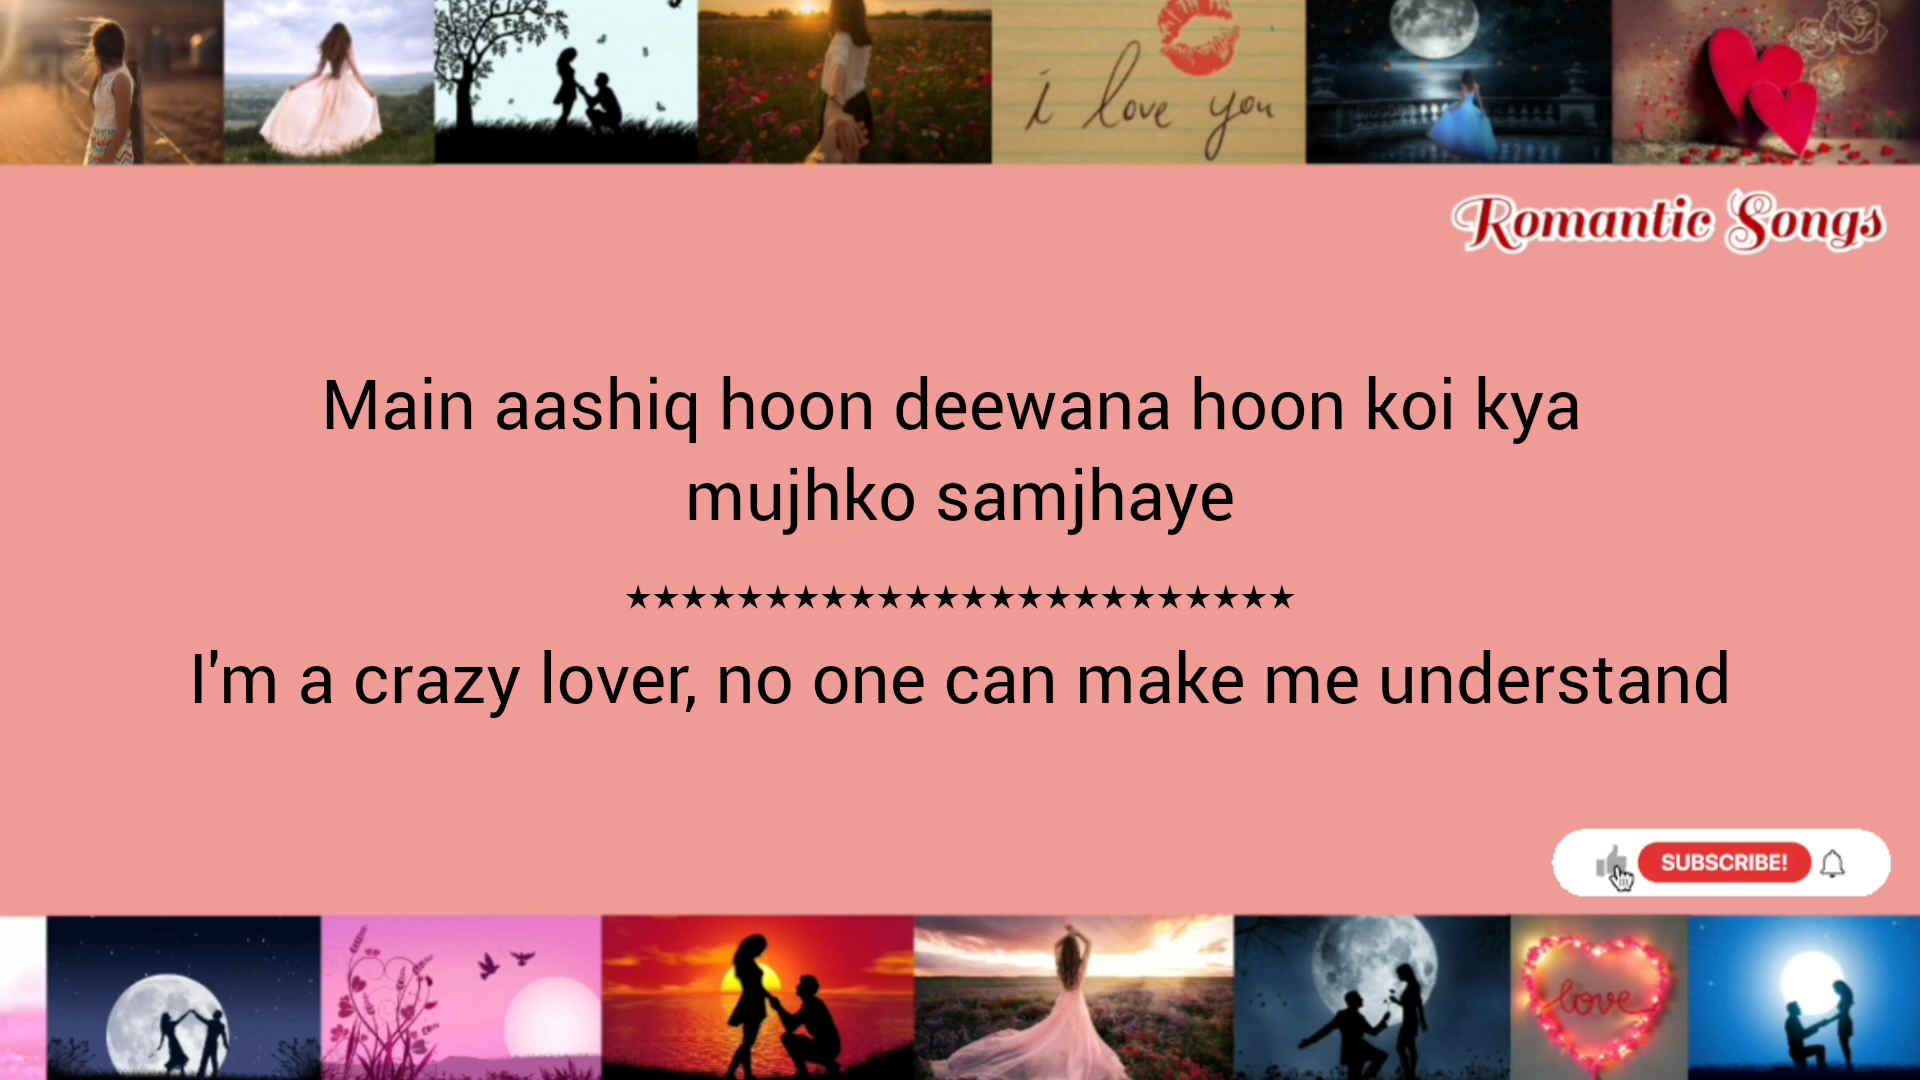 i love you
Romantic Songs
Main aashiq hoon deewana hoon koi kya
mujhko samjhaye
★★★★★★★★★★★★★★★★★★★★★★★★
I'm a crazy lover, no one can make me understand
SUBSCRIBE!
love